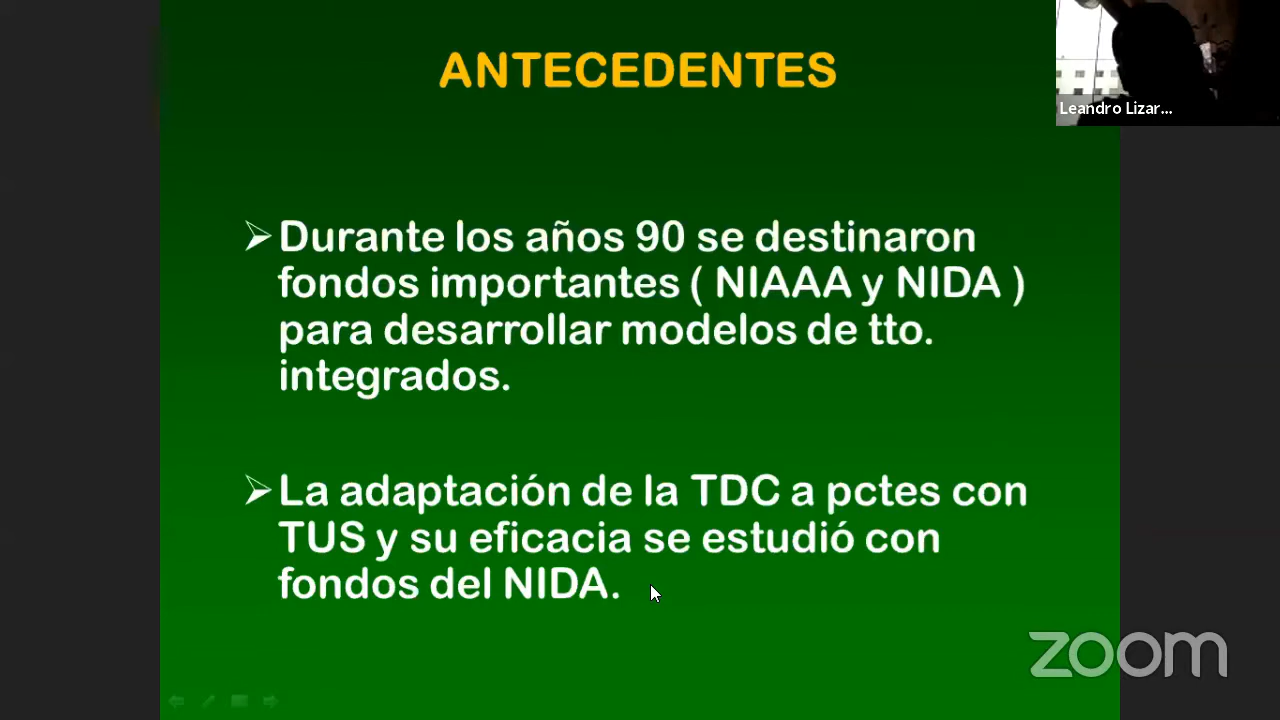 ANTECEDENTES
Leandro Lizar...
➢Durante los años 90 se destinaron
fondos importantes ( NIAAA y NIDA )
para desarrollar modelos de tto.
integrados.
➢La adaptación de la TDC a pctes con
TUS y su eficacia se estudió con
fondos del NIDA.
zoom